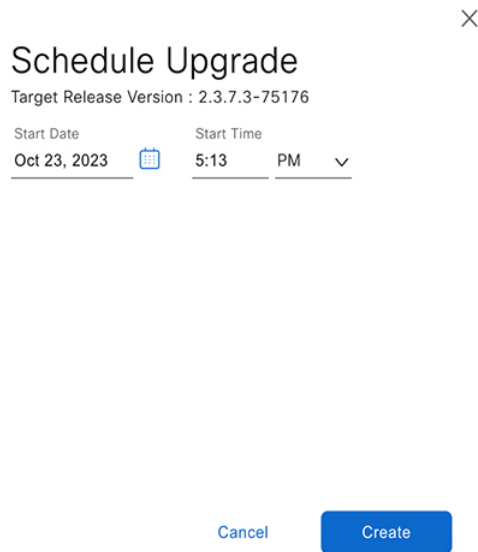 Schedule Upgrade
Target Release Version : 2.3.7.3-75176
Start Date Start Time
Oct 23, 2023 5:13 PM
Cancel Create